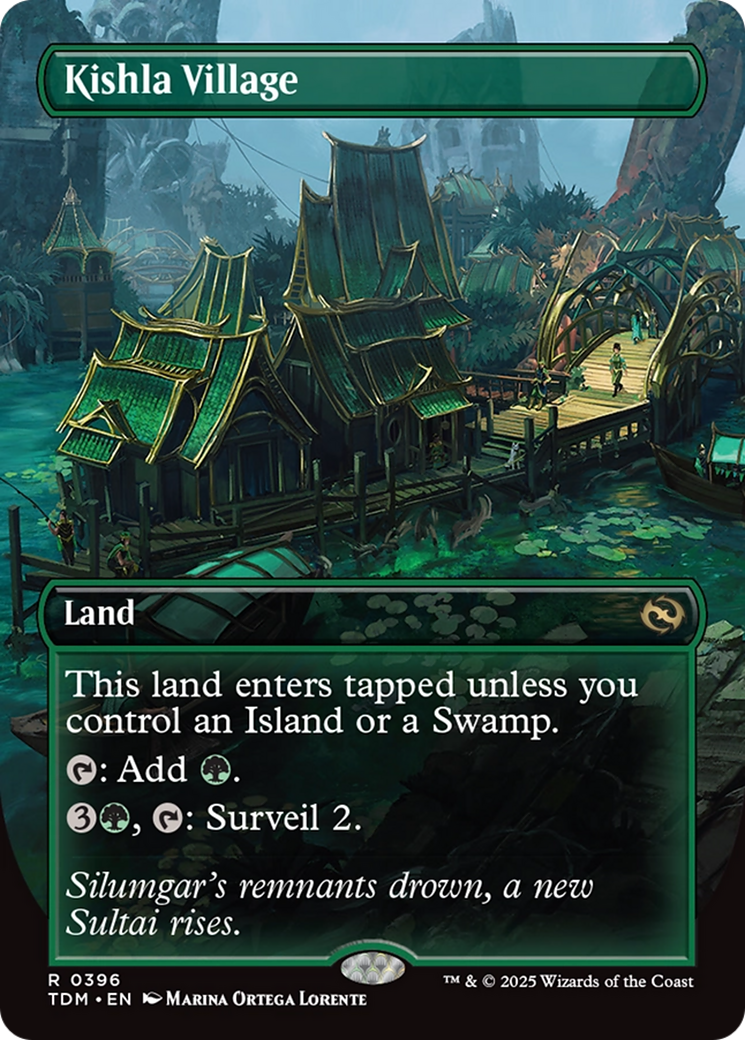 Kishla Village
Land
This land enters tapped unless you
control an Island or a Swamp.
: Add .
3, : Surveil 2.
Silumgar's remnants drown, a new
Sultai rises.
R 0396
TDM • EN Marina Ortega Lorente
™ & © 2025 Wizards of the Coast